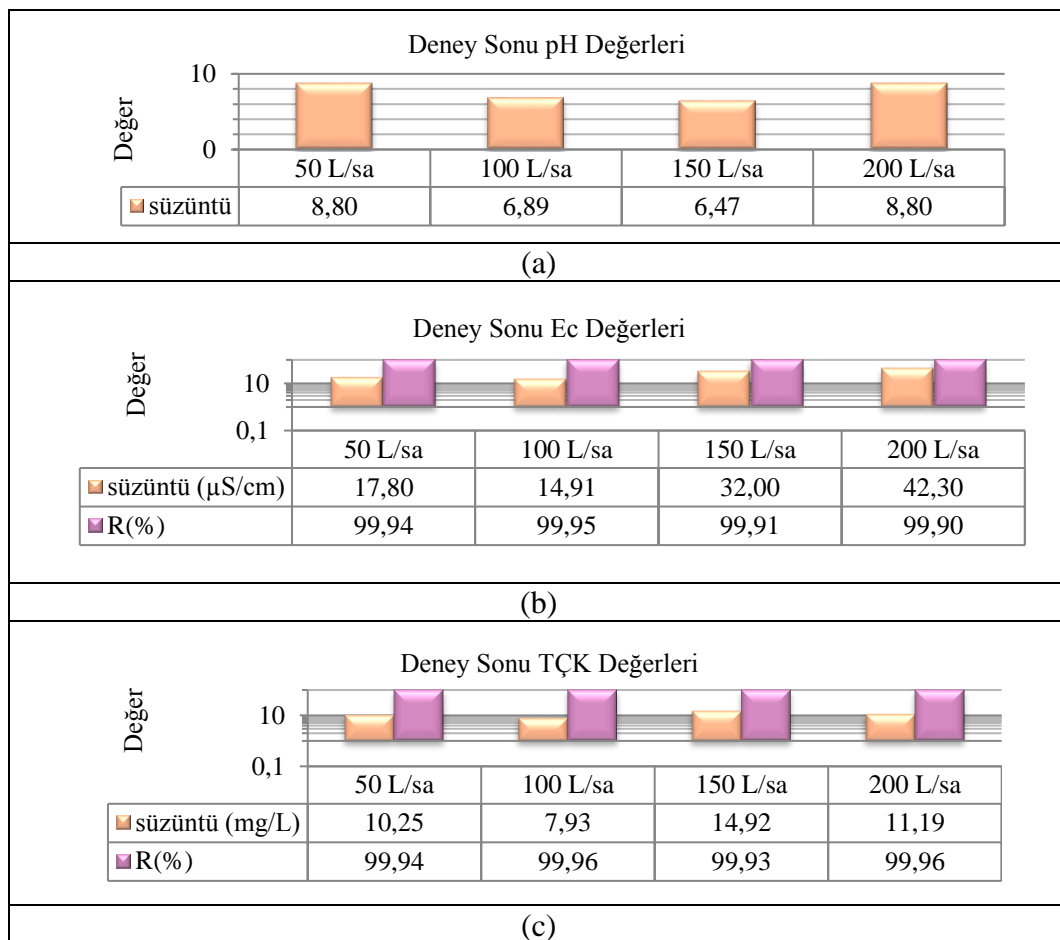 Deney Sonu pH Değerleri
Değer
10
0
50 L/sa 100 L/sa 150 L/sa 200 L/sa
süzüntü 8,80 6,89 6,47 8,80
(a)
Deney Sonu Ec Değerleri
Değer
10
0,1
50 L/sa 100 L/sa 150 L/sa 200 L/sa
süzüntü (µS/cm) 17,80 14,91 32,00 42,30
R(%) 99,94 99,95 99,91 99,90
(b)
Deney Sonu TÇK Değerleri
Değer
10
0,1
50 L/sa 100 L/sa 150 L/sa 200 L/sa
süzüntü (mg/L) 10,25 7,93 14,92 11,19
R(%) 99,94 99,96 99,93 99,96
(c)